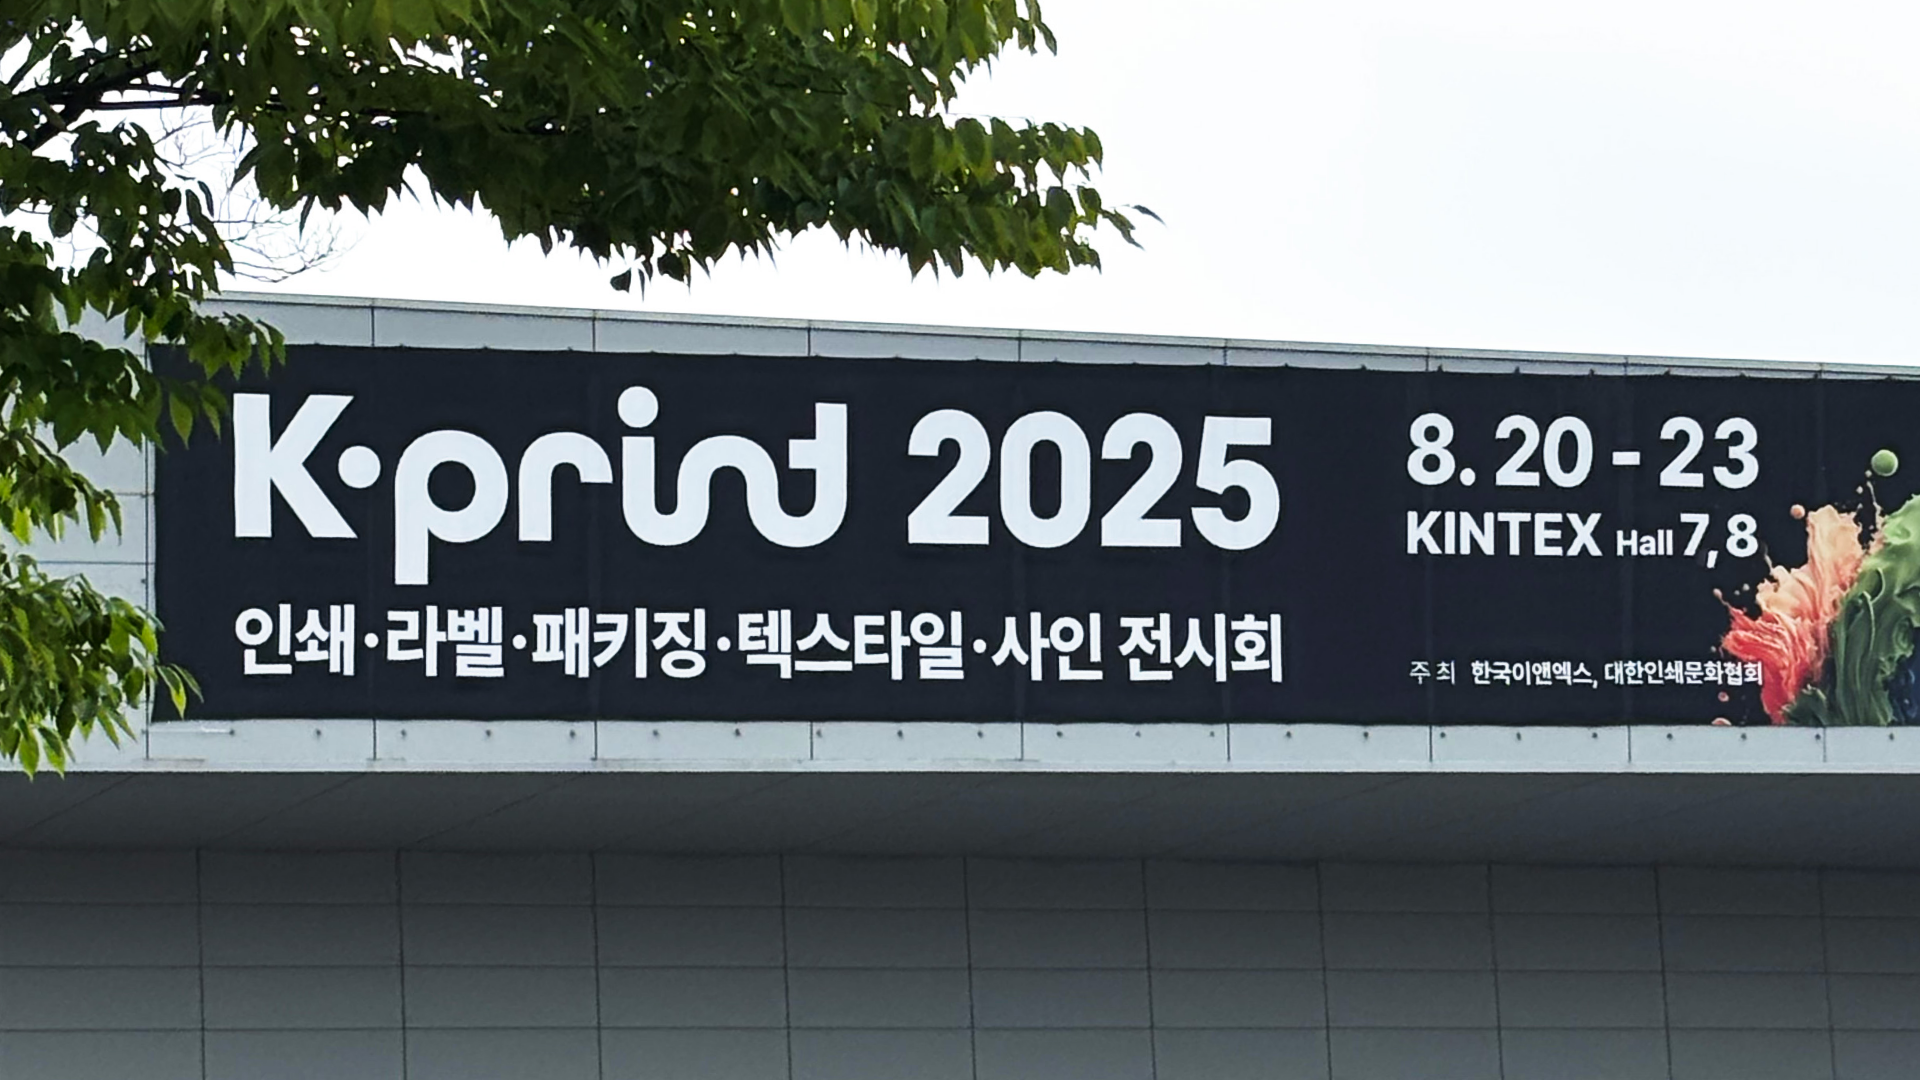 K·print 2025
인쇄·라벨·패키징·텍스타일·사인 전시회
8. 20 - 23
KINTEX Hall 7, 8
주최 한국이앤엑스, 대한인쇄문화협회